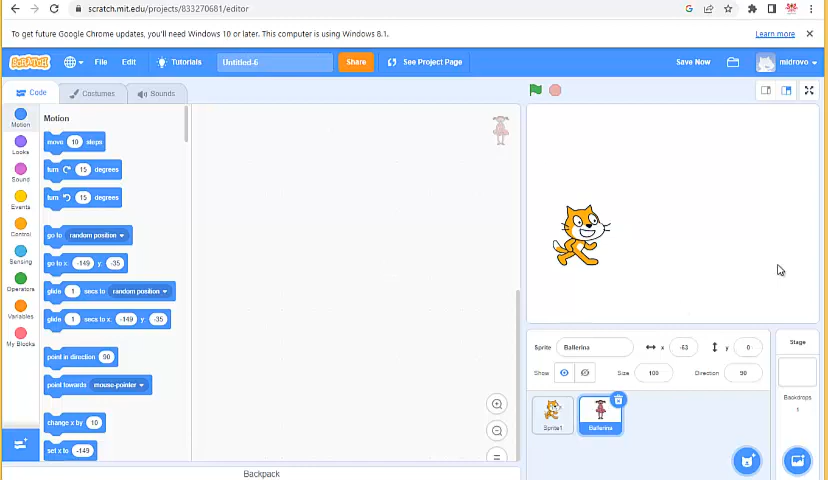 scratch.mit.edu/projects/833270681/editor
To get future Google Chrome updates, you'll need Windows 10 or later. This computer is using Windows 8.1.
Learn more
SCRATCH
File
Edit
Tutorials
Untitled-6
Share
See Project Page
Save Now
midrovo
Code
Costumes
Sounds
Motion
Looks
Sound
Events
Control
Sensing
Operators
Variables
My Blocks
Motion
move 10 steps
turn 15 degrees
turn 15 degrees
go to random position
go to x: -149 y: -35
glide 1 secs to random position
glide 1 secs to x: -149 y: -35
point in direction 90
point towards mouse-pointer
change x by 10
set x to -149
Sprite Ballerina x -63 y 0
Show Size 100 Direction 90
Sprite1
Ballerina
Stage
Backdrops
1
Backpack